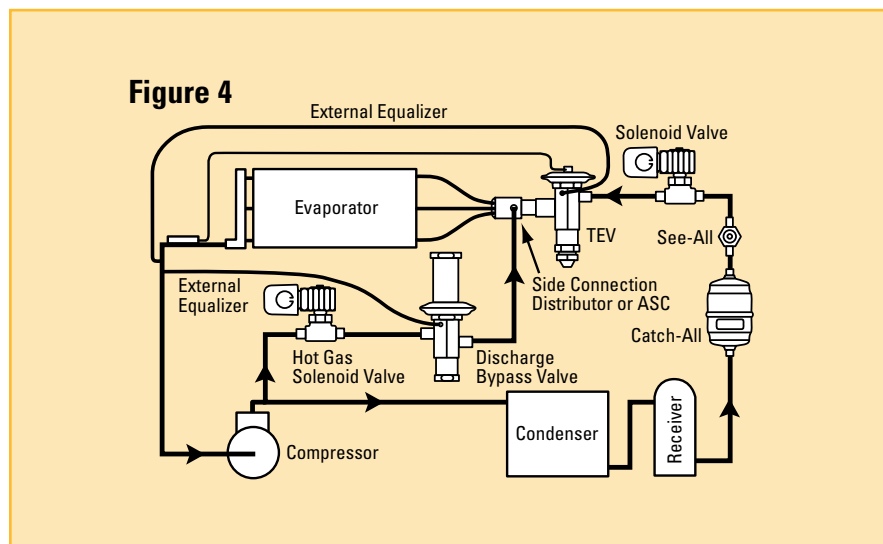 Figure 4
External Equalizer
Solenoid Valve
Evaporator
TEV
See-All
External
Equalizer
Side Connection
Distributor or ASC
Catch-All
Hot Gas
Solenoid Valve
Discharge
Bypass Valve
Compressor
Condenser
Receiver